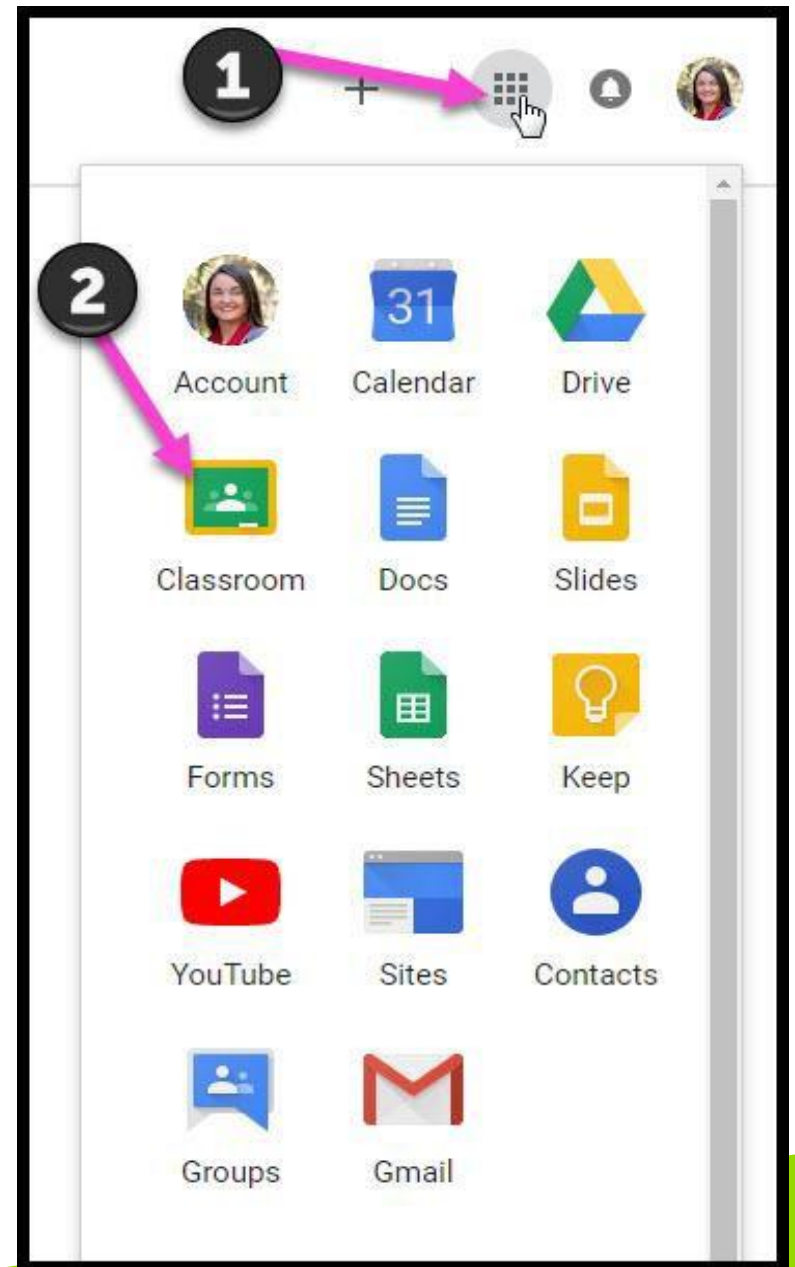 1
2
31
Account Calendar Drive
Classroom Docs Slides
Forms Sheets Keep
YouTube Sites Contacts
Groups Gmail